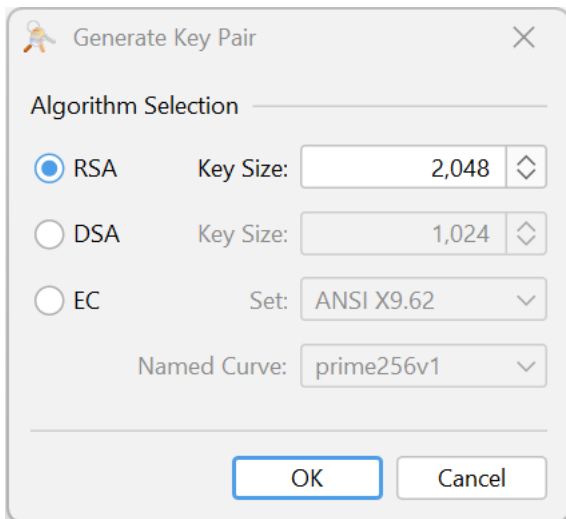 Generate Key Pair
Algorithm Selection
RSA Key Size: 2,048
DSA Key Size: 1,024
EC Set: ANSI X9.62
Named Curve: prime256v1
OK Cancel